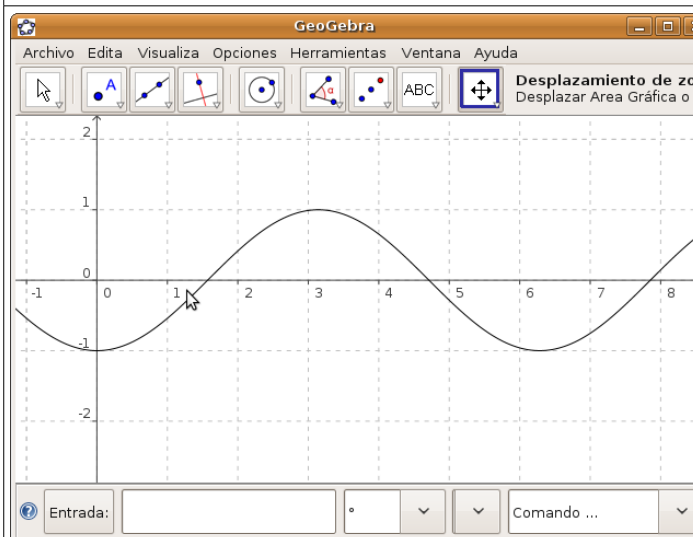 GeoGebra
Archivo Edita Visualiza Opciones Herramientas Ventana Ayuda
A
α
ABC
Desplazamiento de zo
Desplazar Area Gráfica o
2
1
0
-1 0 1 2 3 4 5 6 7 8
-1
-2
Entrada: ° Comando ...